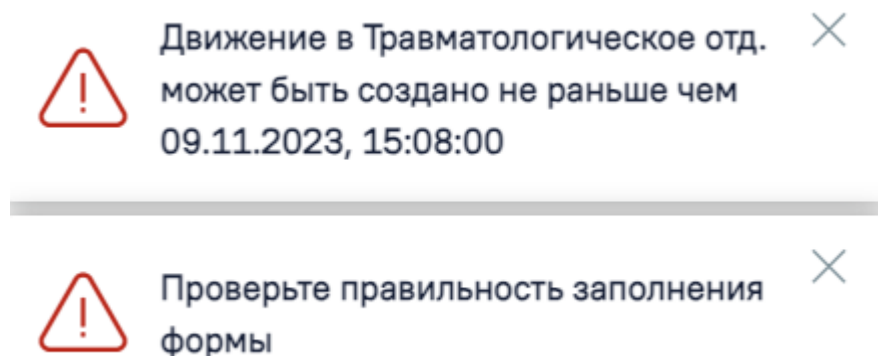 Движение в Травматологическое отд.
может быть создано не раньше чем
09.11.2023, 15:08:00
Проверьте правильность заполнения
формы